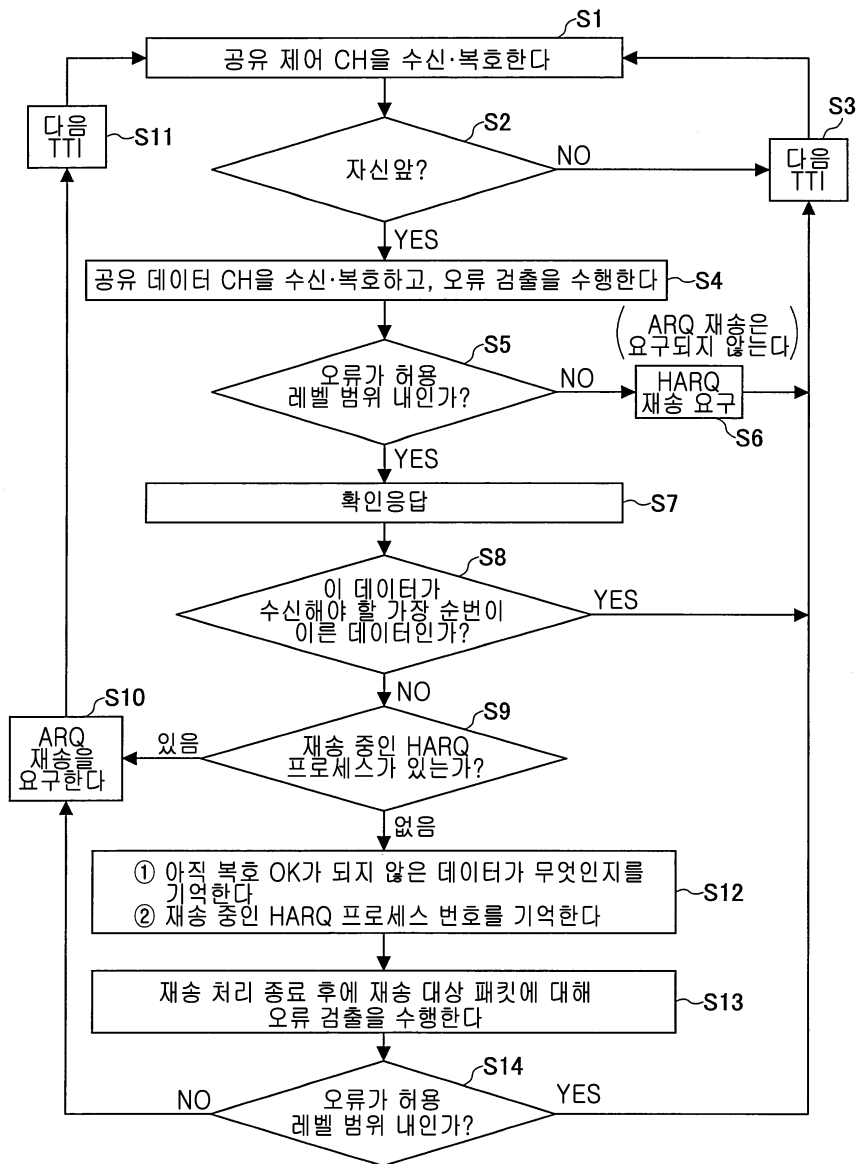 S1
공유 제어 CH을 수신·복호한다
S3
다음
TTI
S11
S2
자신앞?
NO
다음
TTI
YES
공유 데이터 CH을 수신·복호하고, 오류 검출을 수행한다
S4
(ARQ 재송은
요구되지 않는다)
S5
오류가 허용
레벨 범위 내인가?
NO
HARQ
재송 요구
S6
YES
확인응답
S7
S8
이 데이터가
수신해야 할 가장 순번이
이른 데이터인가?
YES
NO
S10
ARQ
재송을
요구한다
있음
S9
재송 중인 HARQ
프로세스가 있는가?
없음
① 아직 복호 OK가 되지 않은 데이터가 무엇인지를
기억한다
② 재송 중인 HARQ 프로세스 번호를 기억한다
S12
재송 처리 종료 후에 재송 대상 패킷에 대해
오류 검출을 수행한다
S13
S14
NO
오류가 허용
레벨 범위 내인가?
YES